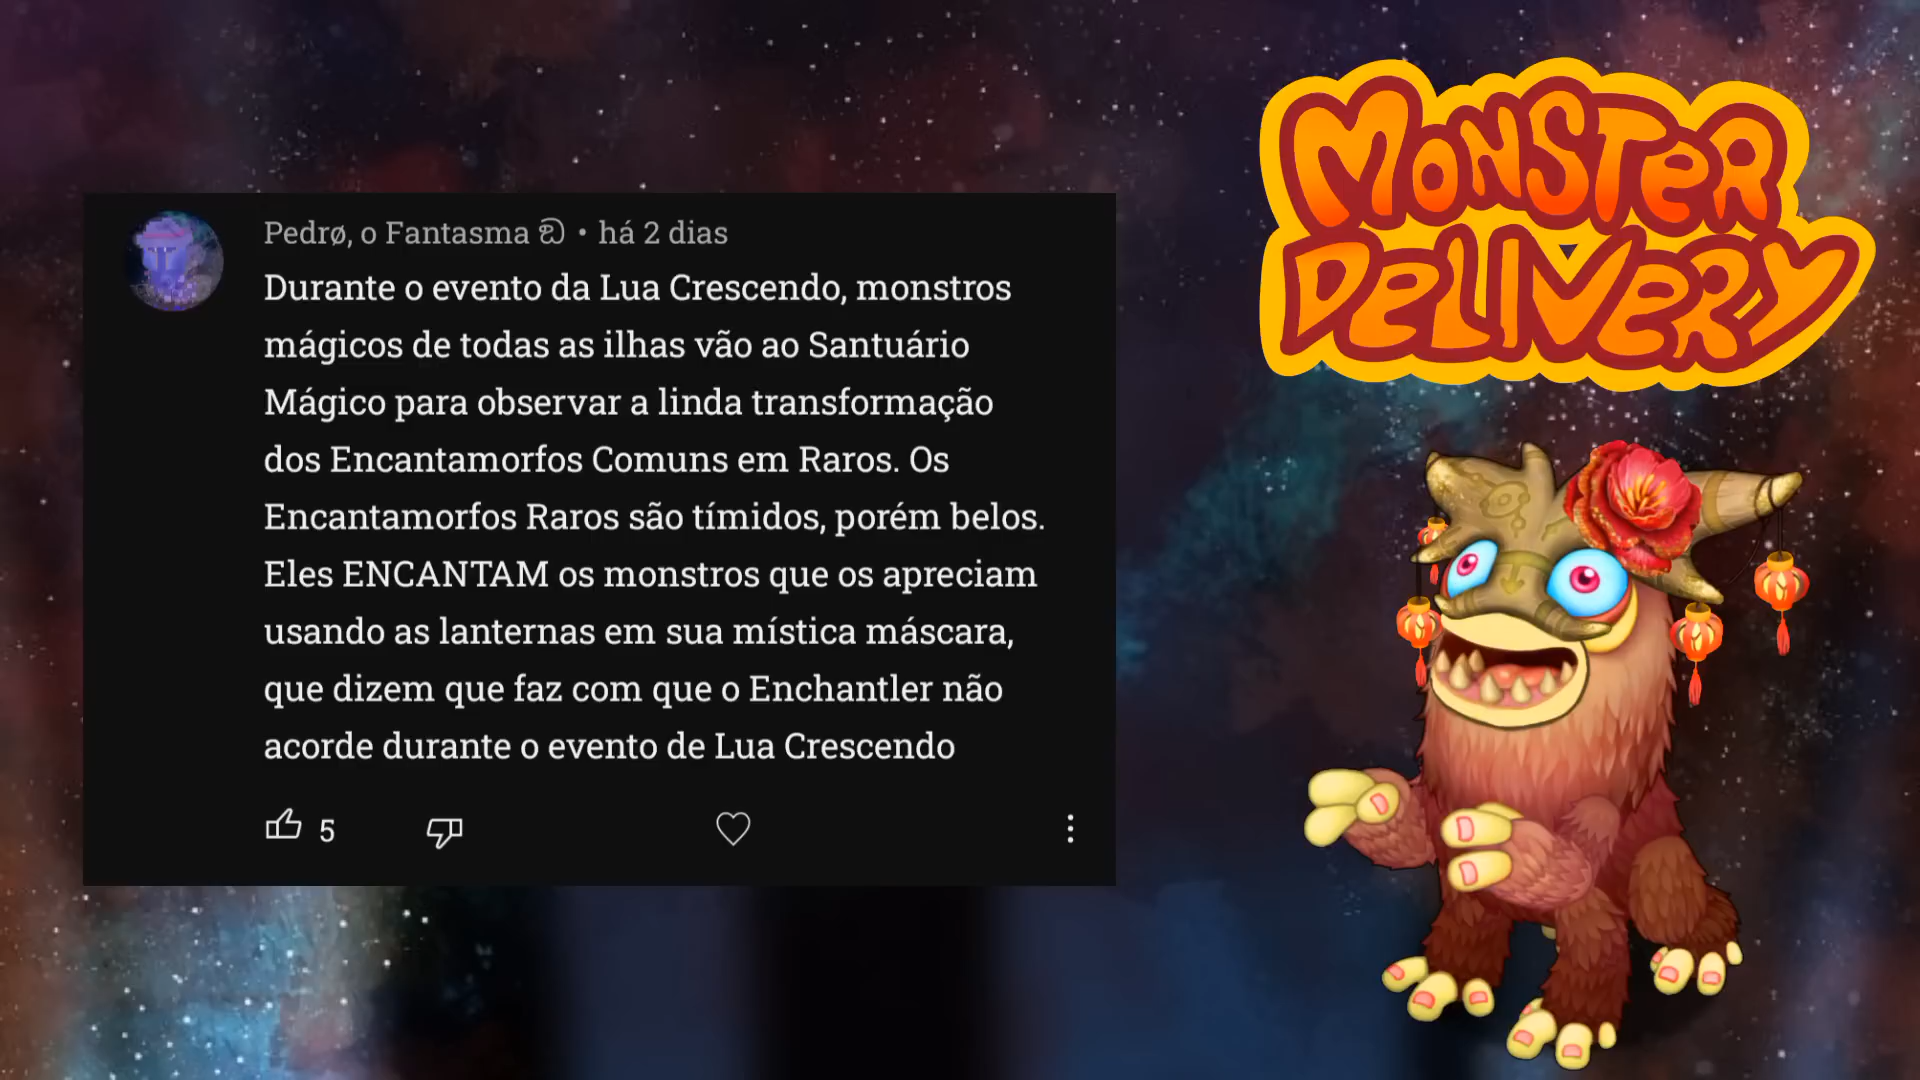 MONSTER
DELIVERY
Pedrø, o Fantasma ඞ • há 2 dias
Durante o evento da Lua Crescendo, monstros
mágicos de todas as ilhas vão ao Santuário
Mágico para observar a linda transformação
dos Encantamorfos Comuns em Raros. Os
Encantamorfos Raros são tímidos, porém belos.
Eles ENCANTAM os monstros que os apreciam
usando as lanternas em sua mística máscara,
que dizem que faz com que o Enchantler não
acorde durante o evento de Lua Crescendo
5